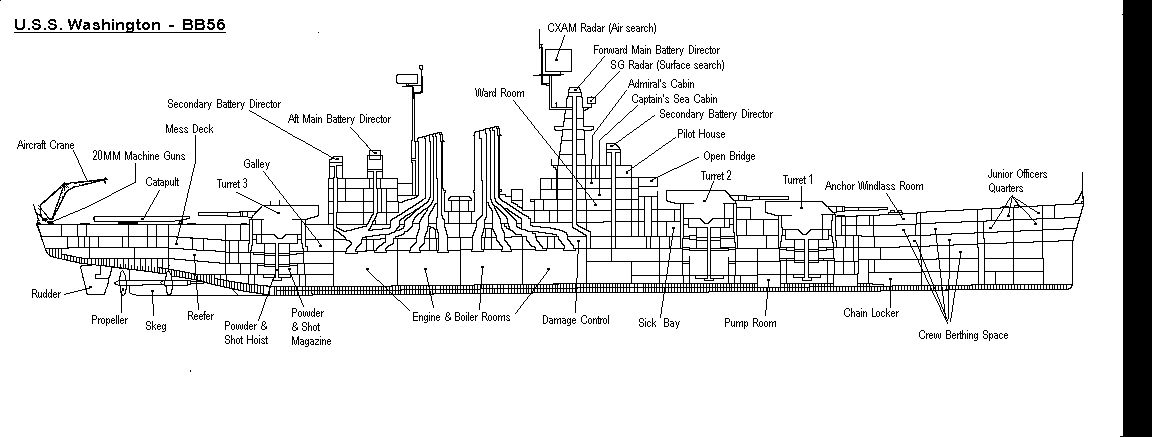 U.S.S. Washington - BB56
CXAM Radar (Air search)
Forward Main Battery Director
SG Radar (Surface search)
Admiral's Cabin
Ward Room
Captain's Sea Cabin
Secondary Battery Director
Secondary Battery Director
Aft Main Battery Director
Mess Deck
Pilot House
Aircraft Crane
20MM Machine Guns
Galley
Open Bridge
Catapult
Turret 3
Turret 2
Turret 1
Anchor Windlass Room
Junior Officers
Quarters
Rudder
Propeller
Skeg
Reefer
Powder &
Shot Hoist
Powder
& Shot
Magazine
Engine & Boiler Rooms
Damage Control
Sick Bay
Pump Room
Chain Locker
Crew Berthing Space